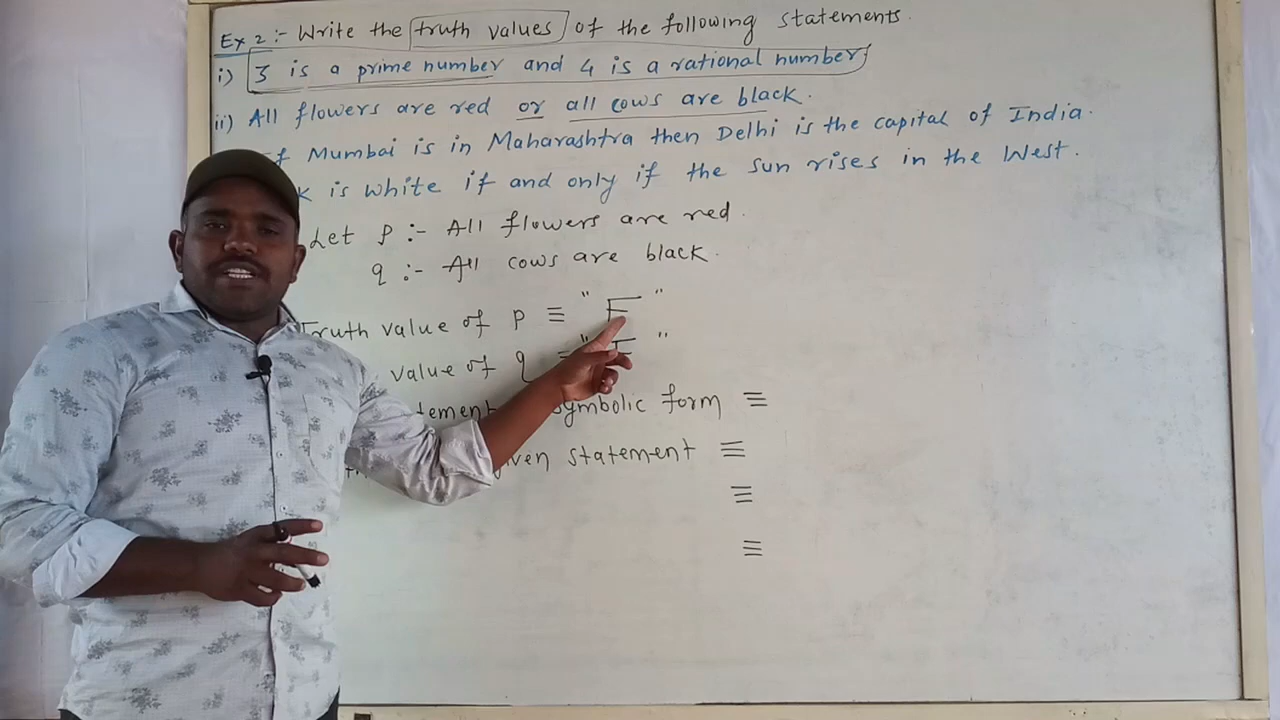 Ex 2 :- Write the truth values of the following statements.
i) 3 is a prime number and 4 is a rational number
ii) All flowers are red or all cows are black.
If Mumbai is in Maharashtra then Delhi is the capital of India.
is white if and only if the sun rises in the West.
Let p :- All flowers are red.
q :- All cows are black.
Truth value of p ≡ "F"
value of q ≡ " "
symbolic form ≡
given statement ≡
≡
≡